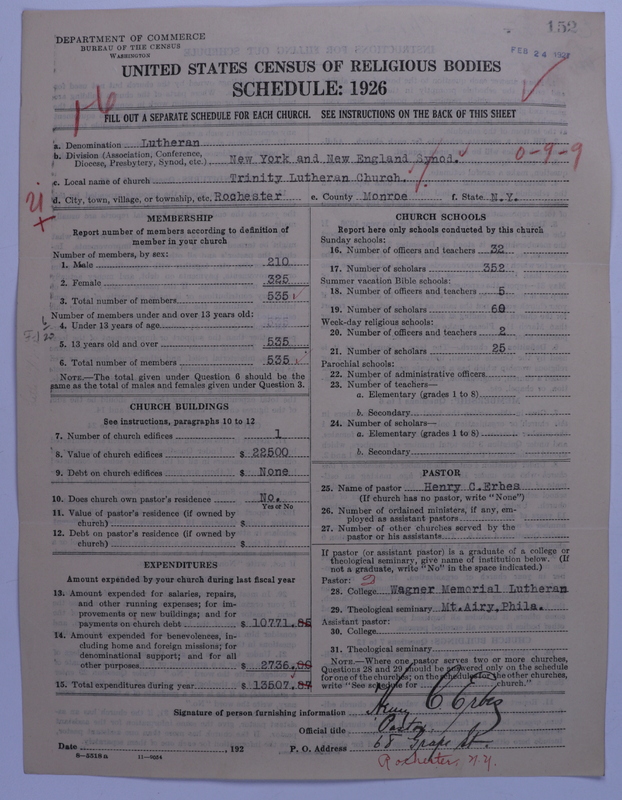 152
FEB 24 192
DEPARTMENT OF COMMERCE
BUREAU OF THE CENSUS
WASHINGTON
UNITED STATES CENSUS OF RELIGIOUS BODIES
SCHEDULE: 1926
1-6
FILL OUT A SEPARATE SCHEDULE FOR EACH CHURCH. SEE INSTRUCTIONS ON THE BACK OF THIS SHEET
a. Denomination Lutheran
b. Division (Association, Conference, Diocese, Presbytery, Synod, etc.) New York and New England Synod. 0-9-9
c. Local name of church Trinity Lutheran Church.
d. City, town, village, or township, etc. Rochester e. County Monroe f. State N.Y.
MEMBERSHIP
Report number of members according to definition of
member in your church
Number of members, by sex:
1. Male 210
2. Female 325
3. Total number of members 535
Number of members under and over 13 years old:
4. Under 13 years of age
5. 13 years old and over 535
6. Total number of members 535
NOTE.—The total given under Question 6 should be the
same as the total of males and females given under Question 3.
CHURCH BUILDINGS
See instructions, paragraphs 10 to 12
7. Number of church edifices 1
8. Value of church edifices $ 22500
9. Debt on church edifices $ None
10. Does church own pastor's residence No.
Yes or No
11. Value of pastor's residence (if owned by
church) $
12. Debt on pastor's residence (if owned by
church) $
EXPENDITURES
Amount expended by your church during last fiscal year
13. Amount expended for salaries, repairs,
and other running expenses; for im-
provements or new buildings; and for
payments on church debt $ 10771.
14. Amount expended for benevolences, in-
cluding home and foreign missions; for
denominational support; and for all
other purposes $ 2736.
15. Total expenditures during year $ 13507.
CHURCH SCHOOLS
Report here only schools conducted by this church
Sunday schools:
16. Number of officers and teachers 32
17. Number of scholars 352
Summer vacation Bible schools:
18. Number of officers and teachers 5
19. Number of scholars 60
Week-day religious schools:
20. Number of officers and teachers 2
21. Number of scholars 25
Parochial schools:
22. Number of administrative officers
23. Number of teachers—
a. Elementary (grades 1 to 8)
b. Secondary
24. Number of scholars—
a. Elementary (grades 1 to 8)
b. Secondary
PASTOR
25. Name of pastor Henry C.Erbes
(If church has no pastor, write "None")
26. Number of ordained ministers, if any, em-
ployed as assistant pastors
27. Number of other churches served by the
pastor or his assistants
If pastor (or assistant pastor) is a graduate of a college or
theological seminary, give name of institution below. (If
not a graduate, write "No" in the space indicated.)
Pastor: 2
28. College Wagner Memorial Lutheran
29. Theological seminary Mt.Airy,Phila.
Assistant pastor:
30. College
31. Theological seminary
NOTE.—Where one pastor serves two or more churches,
Questions 28 and 29 should be answered only on the schedule
for one of the churches; on the schedule for the other churches,
write "See schedule for church."
Signature of person furnishing information Henry C Erbes
Official title Pastor
Date , 192 P. O. Address 68 Grape St.
Rochester, N.Y.
8-5318a 11-9054